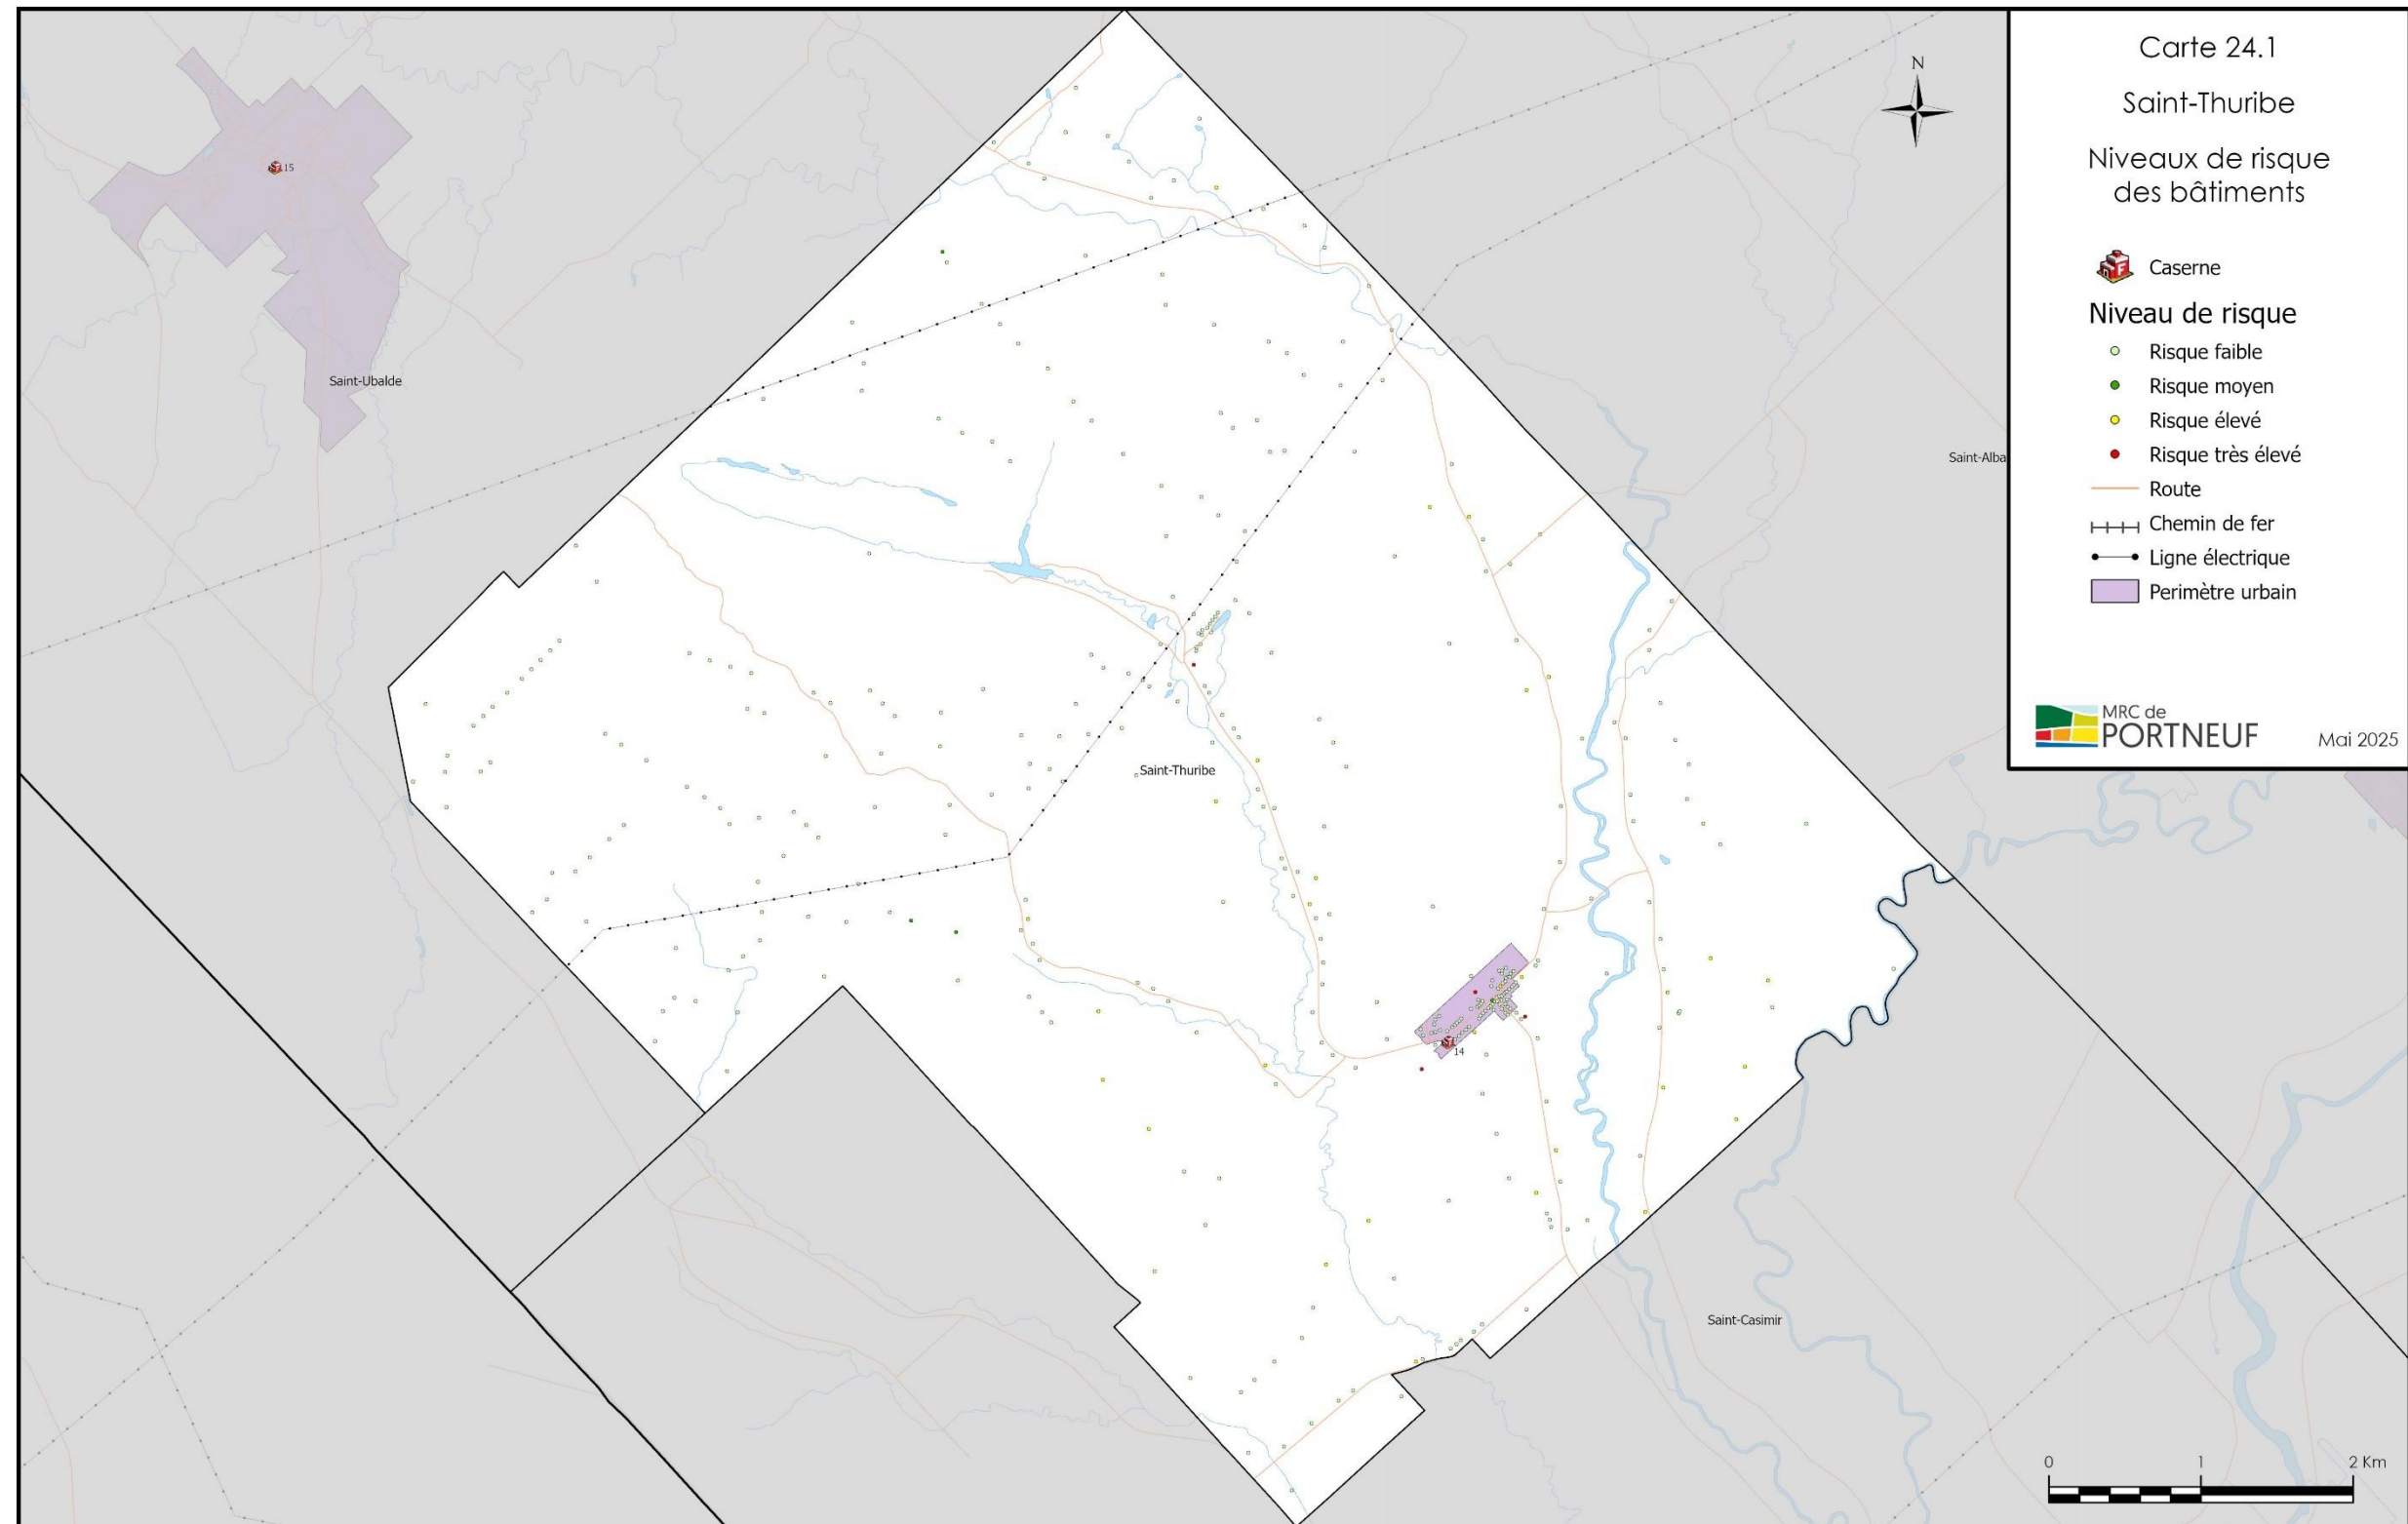 Carte 24.1
Saint-Thuribe
Niveaux de risque
des bâtiments
N
F
Caserne
Niveau de risque
Risque faible
Risque moyen
Risque élevé
Risque très élevé
Route
Chemin de fer
Ligne électrique
Perimètre urbain
MRC de
PORTNEUF
Mai 2025
15
Saint-Ubalde
Saint-Alba
Saint-Thuribe
14
Saint-Casimir
0 1 2 Km